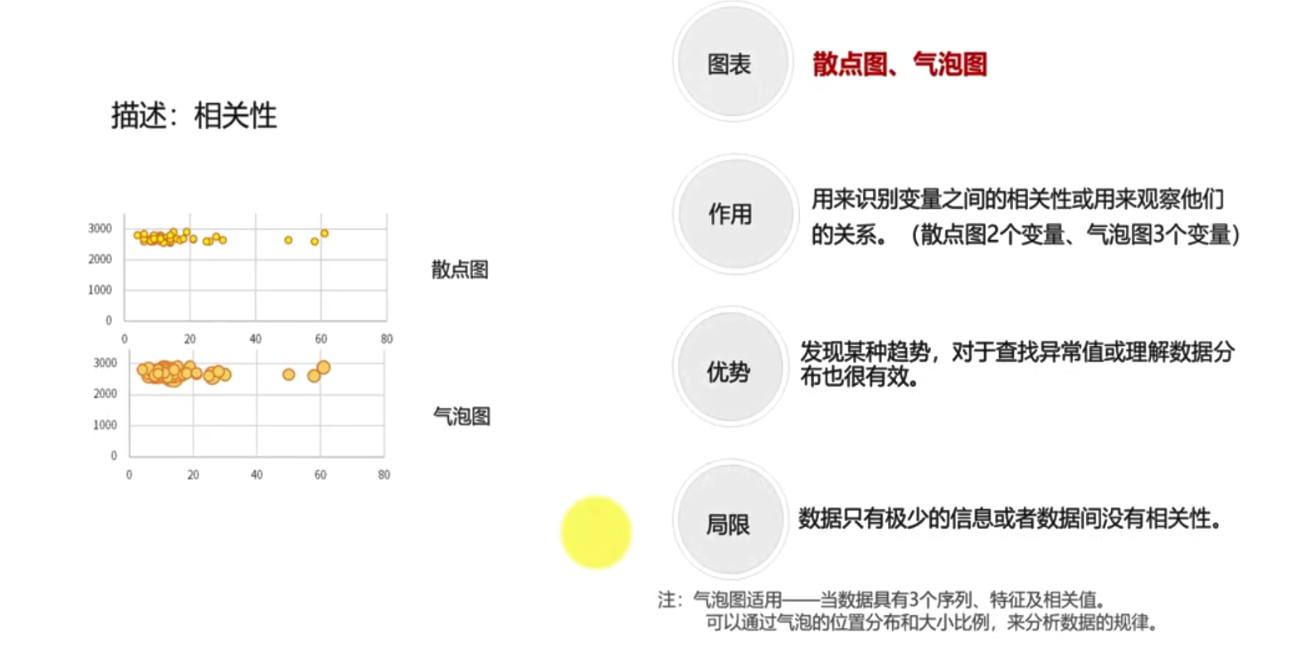 描述：相关性
3000
2000
1000
0
0 20 40 60 80
散点图
3000
2000
1000
0
0 20 40 60 80
气泡图
图表
散点图、气泡图
作用
用来识别变量之间的相关性或用来观察他们
的关系。（散点图2个变量、气泡图3个变量）
优势
发现某种趋势，对于查找异常值或理解数据分
布也很有效。
局限
数据只有极少的信息或者数据间没有相关性。
注：气泡图适用——当数据具有3个序列、特征及相关值。
可以通过气泡的位置分布和大小比例，来分析数据的规律。